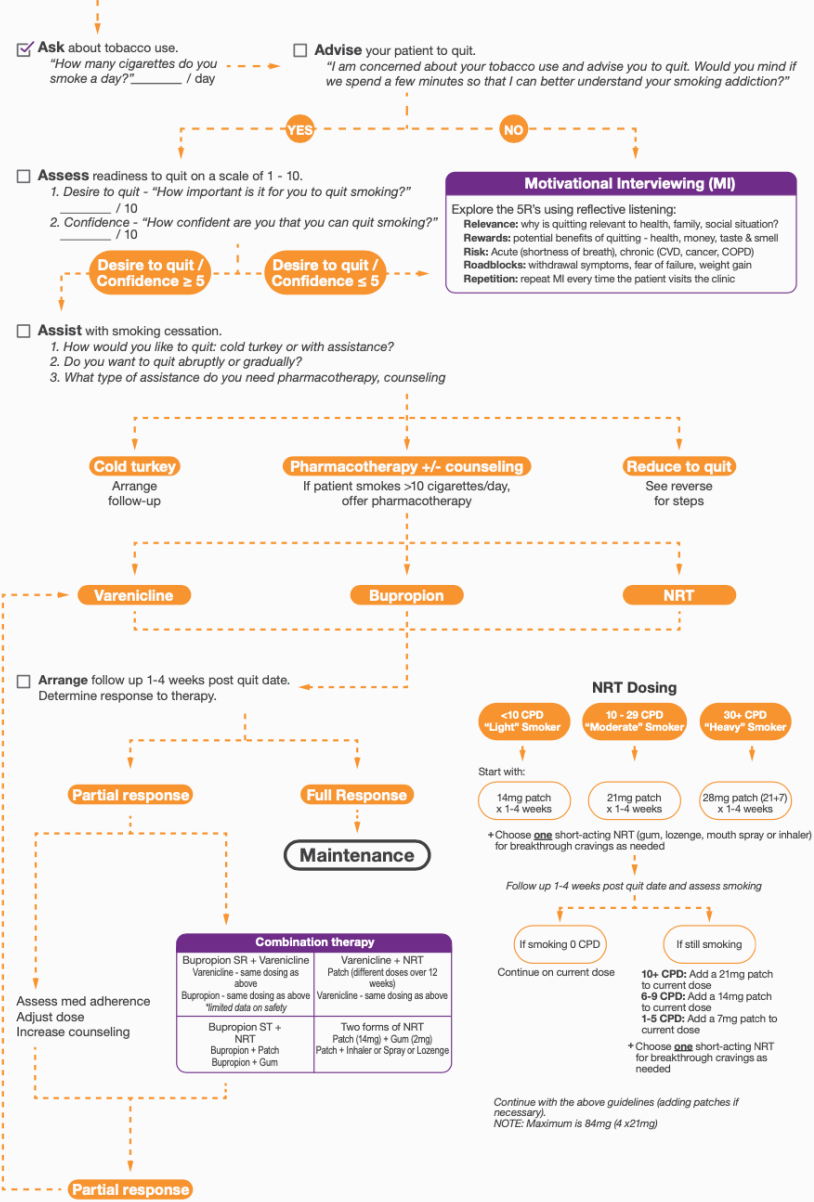 Ask about tobacco use.
“How many cigarettes do you
smoke a day?”_______ / day
Advise your patient to quit.
“I am concerned about your tobacco use and advise you to quit. Would you mind if
we spend a few minutes so that I can better understand your smoking addiction?”
YES
NO
Assess readiness to quit on a scale of 1 - 10.
1. Desire to quit - “How important is it for you to quit smoking?”
_______ / 10
2. Confidence - “How confident are you that you can quit smoking?”
_______ / 10
Motivational Interviewing (MI)
Explore the 5R’s using reflective listening:
Relevance: why is quitting relevant to health, family, social situation?
Rewards: potential benefits of quitting - health, money, taste & smell
Risk: Acute (shortness of breath), chronic (CVD, cancer, COPD)
Roadblocks: withdrawal symptoms, fear of failure, weight gain
Repetition: repeat MI every time the patient visits the clinic
Desire to quit /
Confidence ≥ 5
Desire to quit /
Confidence ≤ 5
Assist with smoking cessation.
1. How would you like to quit: cold turkey or with assistance?
2. Do you want to quit abruptly or gradually?
3. What type of assistance do you need pharmacotherapy, counseling
Cold turkey
Arrange
follow-up
Pharmacotherapy +/- counseling
If patient smokes >10 cigarettes/day,
offer pharmacotherapy
Reduce to quit
See reverse
for steps
Varenicline
Bupropion
NRT
Arrange follow up 1-4 weeks post quit date.
Determine response to therapy.
Partial response
Full Response
Maintenance
Assess med adherence
Adjust dose
Increase counseling
Combination therapy
Bupropion SR + Varenicline
Varenicline - same dosing as
above
Bupropion - same dosing as above
*limited data on safety
Varenicline + NRT
Patch (different doses over 12
weeks)
Varenicline - same dosing as above
Bupropion ST +
NRT
Bupropion + Patch
Bupropion + Gum
Two forms of NRT
Patch (14mg) + Gum (2mg)
Patch + Inhaler or Spray or Lozenge
Partial response
NRT Dosing
<10 CPD
“Light” Smoker
10 - 29 CPD
“Moderate” Smoker
30+ CPD
“Heavy” Smoker
Start with:
14mg patch
x 1-4 weeks
21mg patch
x 1-4 weeks
28mg patch (21+7)
x 1-4 weeks
+Choose one short-acting NRT (gum, lozenge, mouth spray or inhaler)
for breakthrough cravings as needed
Follow up 1-4 weeks post quit date and assess smoking
If smoking 0 CPD
Continue on current dose
If still smoking
10+ CPD: Add a 21mg patch
to current dose
6-9 CPD: Add a 14mg patch
to current dose
1-5 CPD: Add a 7mg patch to
current dose
+Choose one short-acting NRT
for breakthrough cravings as
needed
Continue with the above guidelines (adding patches if
necessary).
NOTE: Maximum is 84mg (4 x21mg)